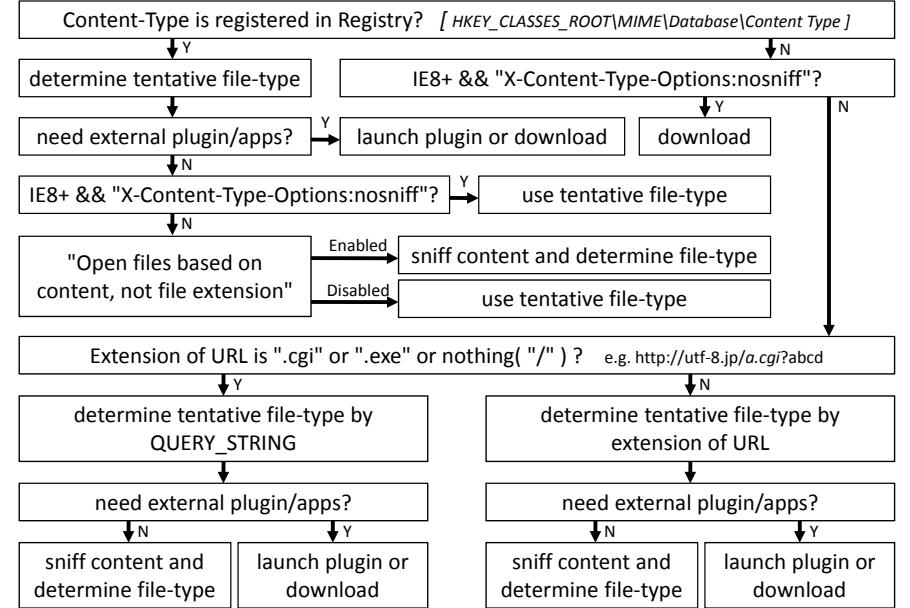 Content-Type is registered in Registry? [ HKEY_CLASSES_ROOT\MIME\Database\Content Type ]
Y
N
determine tentative file-type
IE8+ && "X-Content-Type-Options:nosniff"?
Y
N
need external plugin/apps?
Y
launch plugin or download
download
N
IE8+ && "X-Content-Type-Options:nosniff"?
Y
use tentative file-type
N
"Open files based on
content, not file extension"
Enabled
sniff content and determine file-type
Disabled
use tentative file-type
Extension of URL is ".cgi" or ".exe" or nothing( "/" ) ? e.g. http://utf-8.jp/a.cgi?abcd
Y
N
determine tentative file-type by
QUERY_STRING
determine tentative file-type by
extension of URL
need external plugin/apps?
need external plugin/apps?
N
Y
N
Y
sniff content and
determine file-type
launch plugin or
download
sniff content and
determine file-type
launch plugin or
download